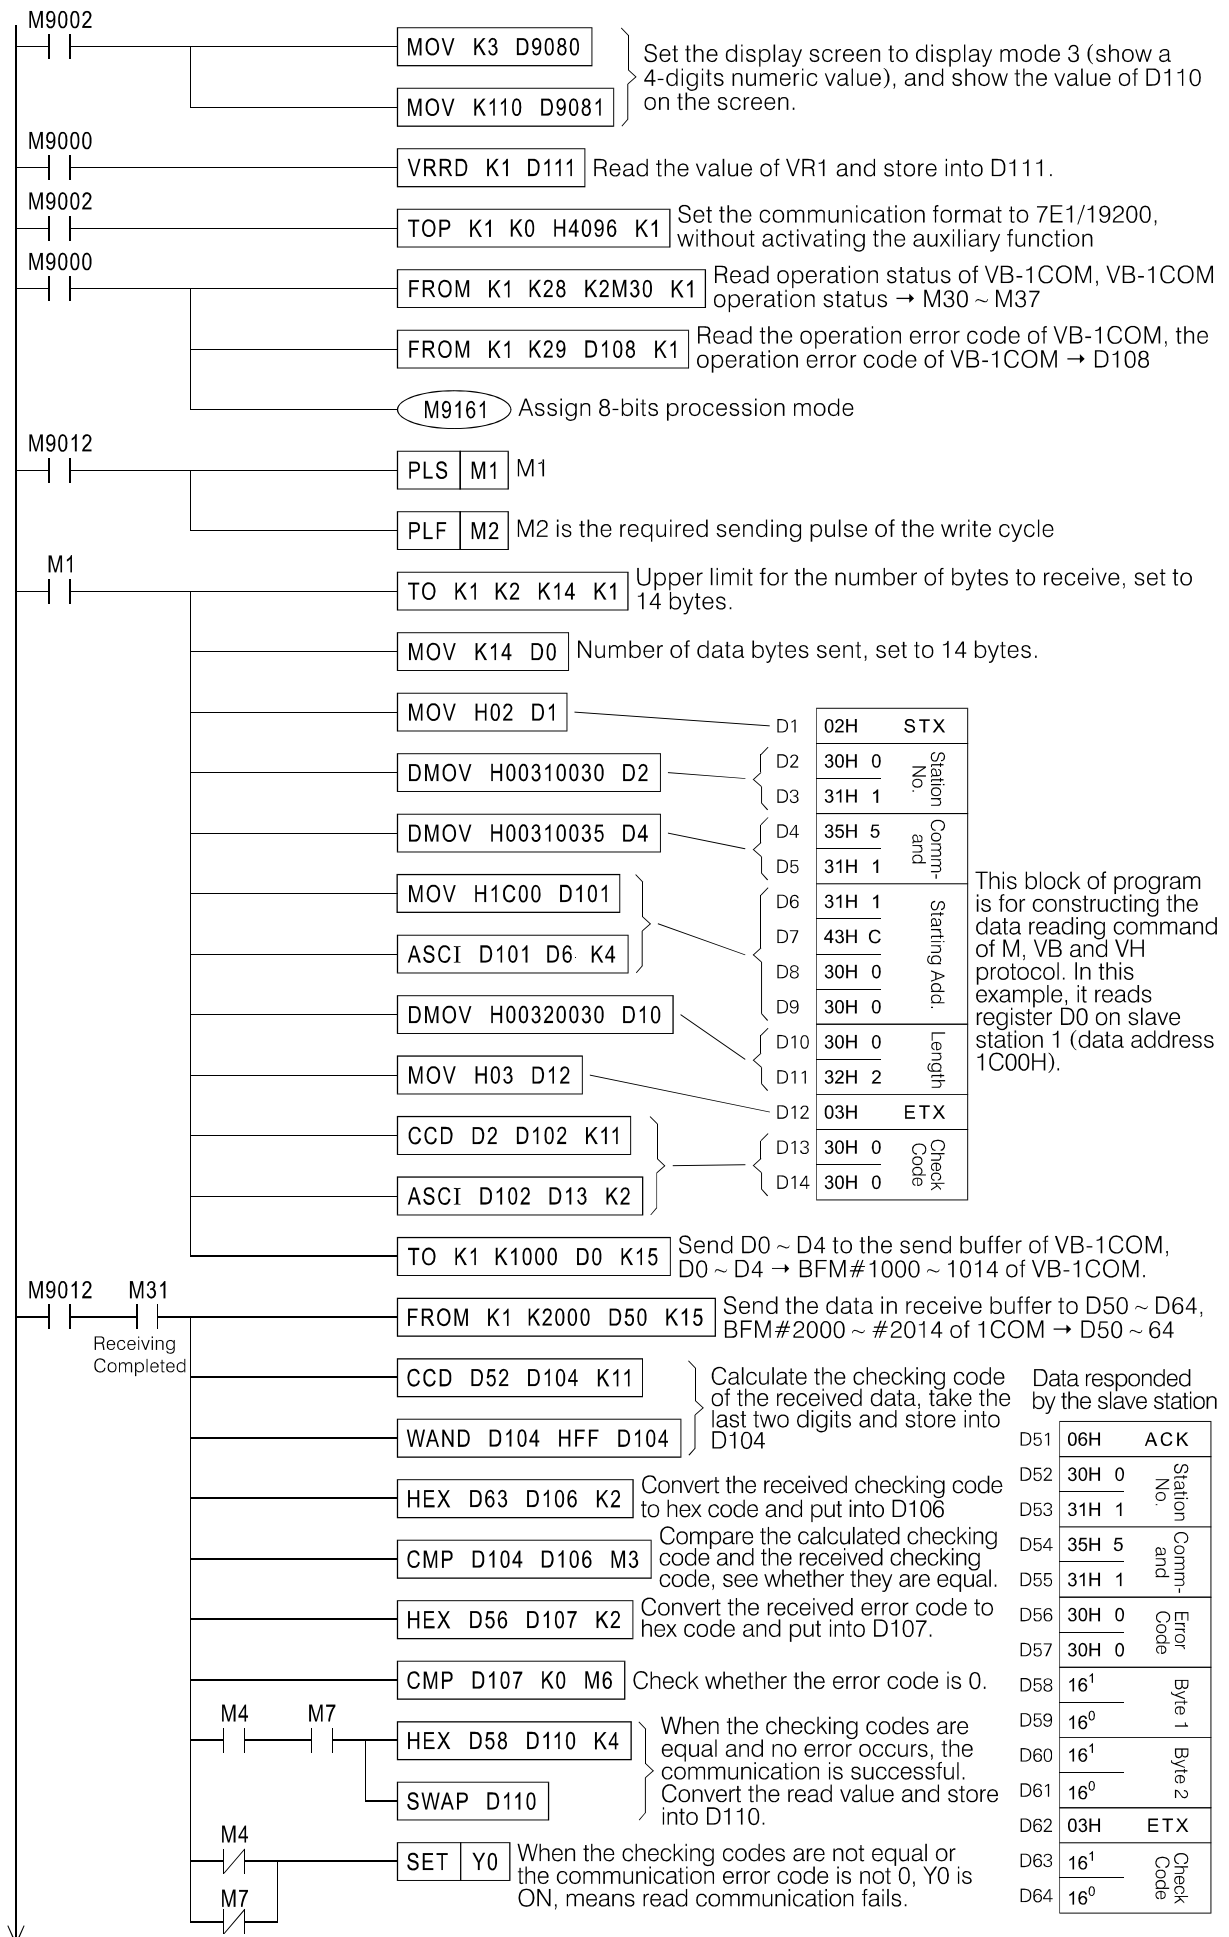 M9002
MOV K3 D9080
MOV K110 D9081
Set the display screen to display mode 3 (show a
4-digits numeric value), and show the value of D110
on the screen.
M9000
VRRD K1 D111
Read the value of VR1 and store into D111.
M9002
TOP K1 K0 H4096 K1
Set the communication format to 7E1/19200,
without activating the auxiliary function
M9000
FROM K1 K28 K2M30 K1
Read operation status of VB-1COM, VB-1COM
operation status → M30 ~ M37
FROM K1 K29 D108 K1
Read the operation error code of VB-1COM, the
operation error code of VB-1COM → D108
M9161
Assign 8-bits procession mode
M9012
PLS M1
M1
PLF M2
M2 is the required sending pulse of the write cycle
M1
TO K1 K2 K14 K1
Upper limit for the number of bytes to receive, set to
14 bytes.
MOV K14 D0
Number of data bytes sent, set to 14 bytes.
MOV H02 D1
DMOV H00310030 D2
DMOV H00310035 D4
MOV H1C00 D101
ASCI D101 D6 K4
DMOV H00320030 D10
MOV H03 D12
CCD D2 D102 K11
ASCI D102 D13 K2
D1 02H STX
D2 30H 0
D3 31H 1
Station
No.
D4 35H 5
D5 31H 1
Comm-
and
D6 31H 1
D7 43H C
D8 30H 0
D9 30H 0
Starting Add.
D10 30H 0
D11 32H 2
Length
D12 03H ETX
D13 30H 0
D14 30H 0
Check
Code
This block of program
is for constructing the
data reading command
of M, VB and VH
protocol. In this
example, it reads
register D0 on slave
station 1 (data address
1C00H).
TO K1 K1000 D0 K15
Send D0 ~ D4 to the send buffer of VB-1COM,
D0 ~ D4 → BFM#1000 ~ 1014 of VB-1COM.
M9012 M31
Receiving
Completed
FROM K1 K2000 D50 K15
Send the data in receive buffer to D50 ~ D64,
BFM#2000 ~ #2014 of 1COM → D50 ~ 64
CCD D52 D104 K11
WAND D104 HFF D104
Calculate the checking code
of the received data, take the
last two digits and store into
D104
HEX D63 D106 K2
Convert the received checking code
to hex code and put into D106
CMP D104 D106 M3
Compare the calculated checking
code and the received checking
code, see whether they are equal.
HEX D56 D107 K2
Convert the received error code to
hex code and put into D107.
CMP D107 K0 M6
Check whether the error code is 0.
M4 M7
HEX D58 D110 K4
SWAP D110
When the checking codes are
equal and no error occurs, the
communication is successful.
Convert the read value and store
into D110.
M4
M7
SET Y0
When the checking codes are not equal or
the communication error code is not 0, Y0 is
ON, means read communication fails.
Data responded
by the slave station
D51 06H ACK
D52 30H 0
D53 31H 1
Station
No.
D54 35H 5
D55 31H 1
Comm-
and
D56 30H 0
D57 30H 0
Error
Code
D58 16¹
D59 16⁰
Byte 1
D60 16¹
D61 16⁰
Byte 2
D62 03H ETX
D63 16¹
D64 16⁰
Check
Code